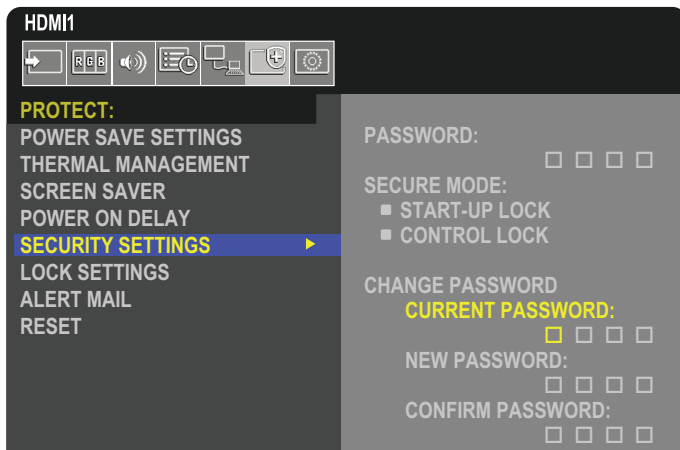 HDMI1
RGB
PROTECT:
POWER SAVE SETTINGS
THERMAL MANAGEMENT
SCREEN SAVER
POWER ON DELAY
SECURITY SETTINGS
LOCK SETTINGS
ALERT MAIL
RESET
PASSWORD:
SECURE MODE:
START-UP LOCK
CONTROL LOCK
CHANGE PASSWORD
CURRENT PASSWORD:
NEW PASSWORD:
CONFIRM PASSWORD: